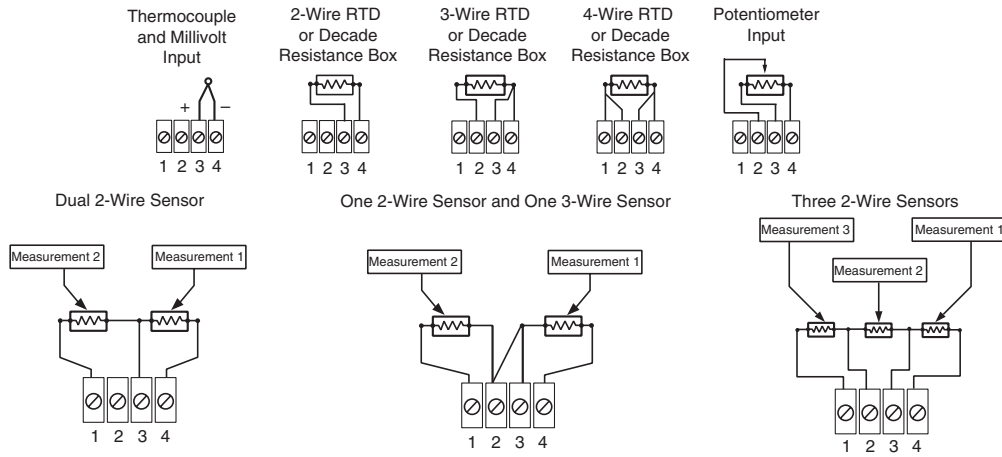 Thermocouple
and Millivolt
Input
+ −
1 2 3 4
2-Wire RTD
or Decade
Resistance Box
1 2 3 4
3-Wire RTD
or Decade
Resistance Box
1 2 3 4
4-Wire RTD
or Decade
Resistance Box
1 2 3 4
Potentiometer
Input
1 2 3 4
Dual 2-Wire Sensor
Measurement 2
Measurement 1
1 2 3 4
One 2-Wire Sensor and One 3-Wire Sensor
Measurement 2
Measurement 1
1 2 3 4
Three 2-Wire Sensors
Measurement 3
Measurement 1
Measurement 2
1 2 3 4